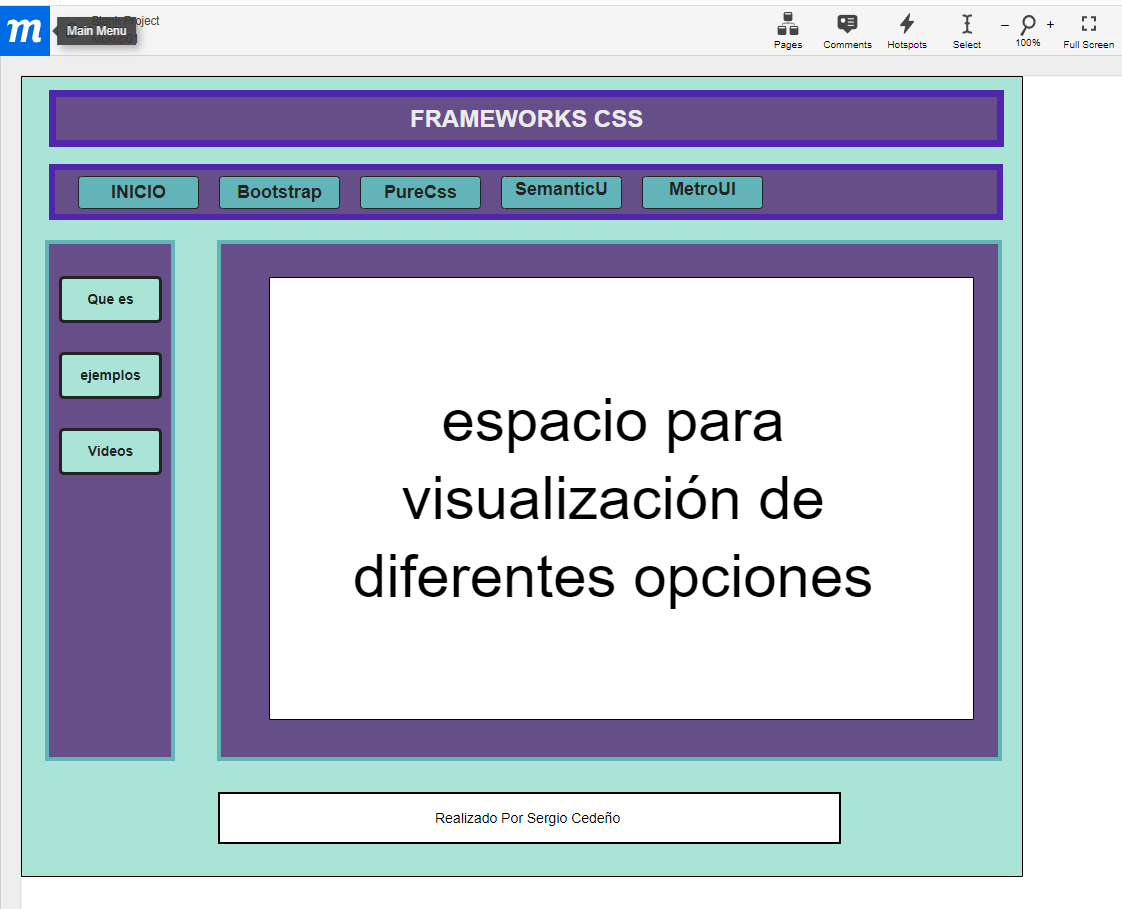 m
Blank Project
Main Menu
Pages
Comments
Hotspots
Select
– +
100%
Full Screen
FRAMEWORKS CSS
INICIO
Bootstrap
PureCss
SemanticU
MetroUI
Que es
ejemplos
Videos
espacio para
visualización de
diferentes opciones
Realizado Por Sergio Cedeño